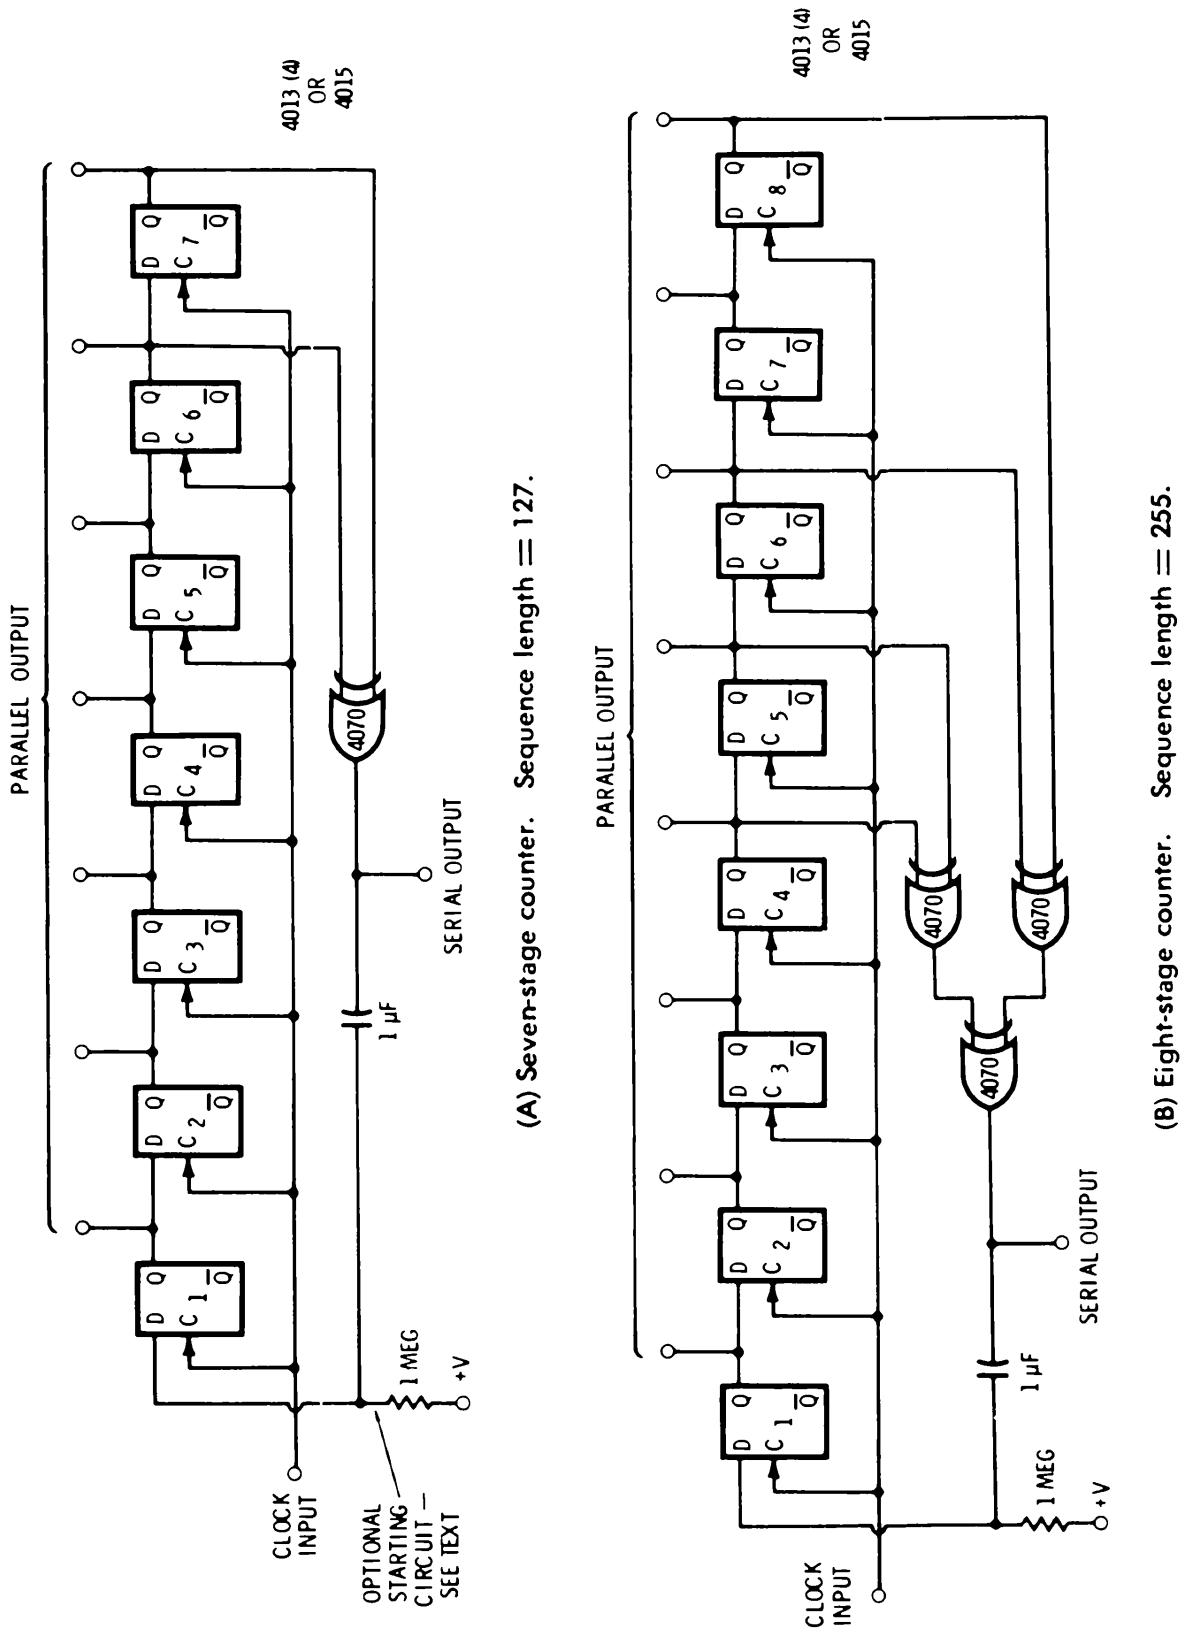 PARALLEL OUTPUT
4013 (4)
OR
4015
D Q
C 1 Q̅
D Q
C 2 Q̅
D Q
C 3 Q̅
D Q
C 4 Q̅
D Q
C 5 Q̅
D Q
C 6 Q̅
D Q
C 7 Q̅
CLOCK
INPUT
OPTIONAL
STARTING
CIRCUIT —
SEE TEXT
1 MEG
+V
1 µF
SERIAL OUTPUT
4070
(A) Seven-stage counter. Sequence length = 127.
PARALLEL OUTPUT
4013 (4)
OR
4015
D Q
C 1 Q̅
D Q
C 2 Q̅
D Q
C 3 Q̅
D Q
C 4 Q̅
D Q
C 5 Q̅
D Q
C 6 Q̅
D Q
C 7 Q̅
D Q
C 8 Q̅
CLOCK
INPUT
1 MEG
+V
1 µF
SERIAL OUTPUT
4070
4070
4070
(B) Eight-stage counter. Sequence length = 255.